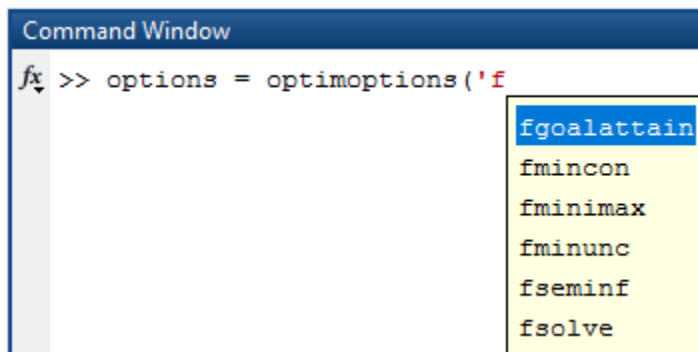 Command Window
fx >> options = optimoptions('f
fgoalattain
fmincon
fminimax
fminunc
fseminf
fsolve